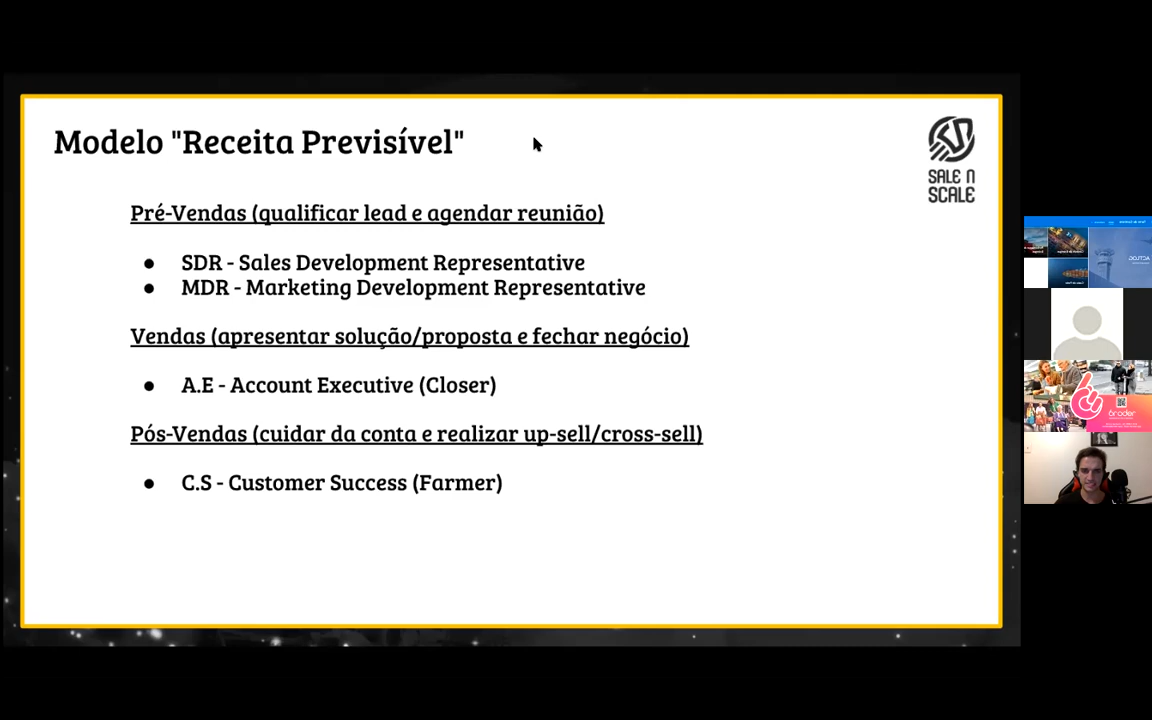 Modelo "Receita Previsível"
SALE N
SCALE
Pré-Vendas (qualificar lead e agendar reunião)
● SDR - Sales Development Representative
● MDR - Marketing Development Representative
Vendas (apresentar solução/proposta e fechar negócio)
● A.E - Account Executive (Closer)
Pós-Vendas (cuidar da conta e realizar up-sell/cross-sell)
● C.S - Customer Success (Farmer)